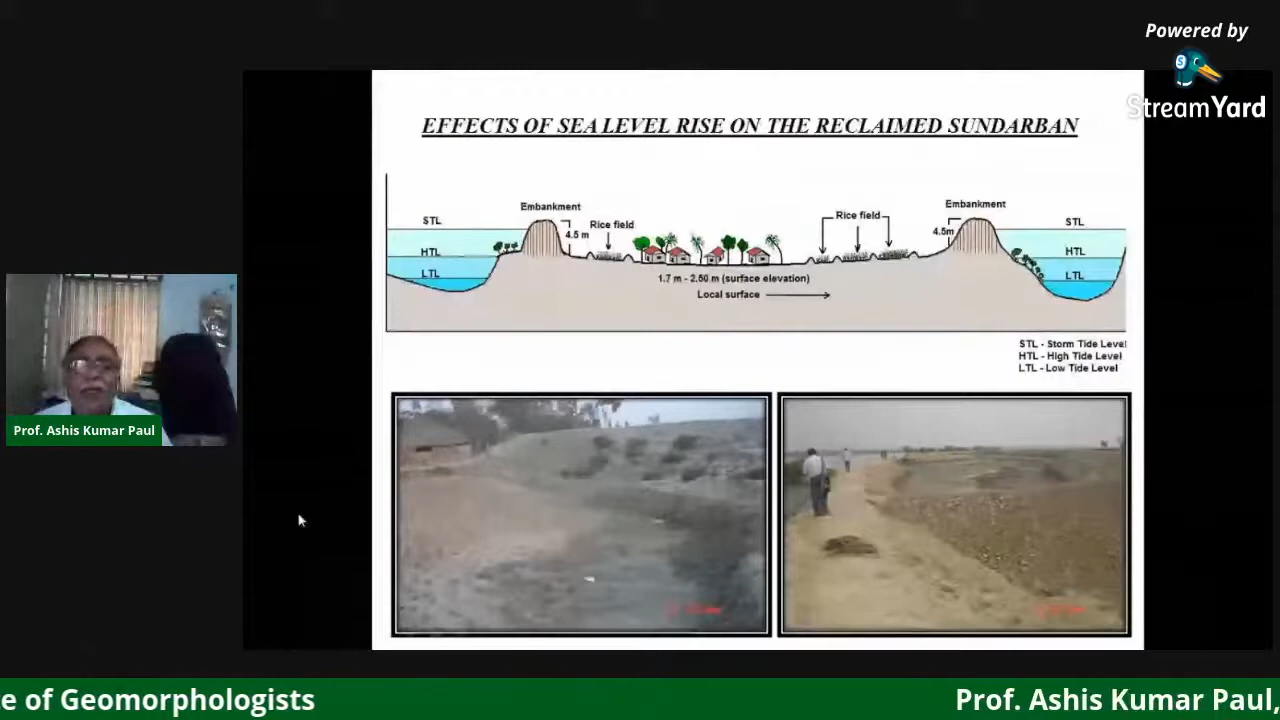 Powered by
StreamYard
EFFECTS OF SEA LEVEL RISE ON THE RECLAIMED SUNDARBAN
Embankment
Embankment
STL
Rice field
Rice field
STL
4.5 m
4.5m
HTL
HTL
LTL
LTL
1.7 m - 2.50 m (surface elevation)
Local surface
STL - Storm Tide Level
HTL - High Tide Level
LTL - Low Tide Level
Prof. Ashis Kumar Paul
e of Geomorphologists
Prof. Ashis Kumar Paul,